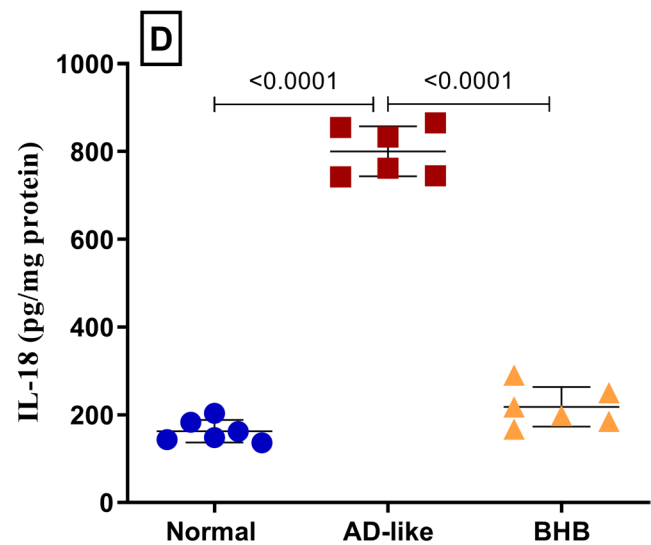 D
1000
<0.0001 <0.0001
800
600
400
200
0
IL-18 (pg/mg protein)
Normal AD-like BHB